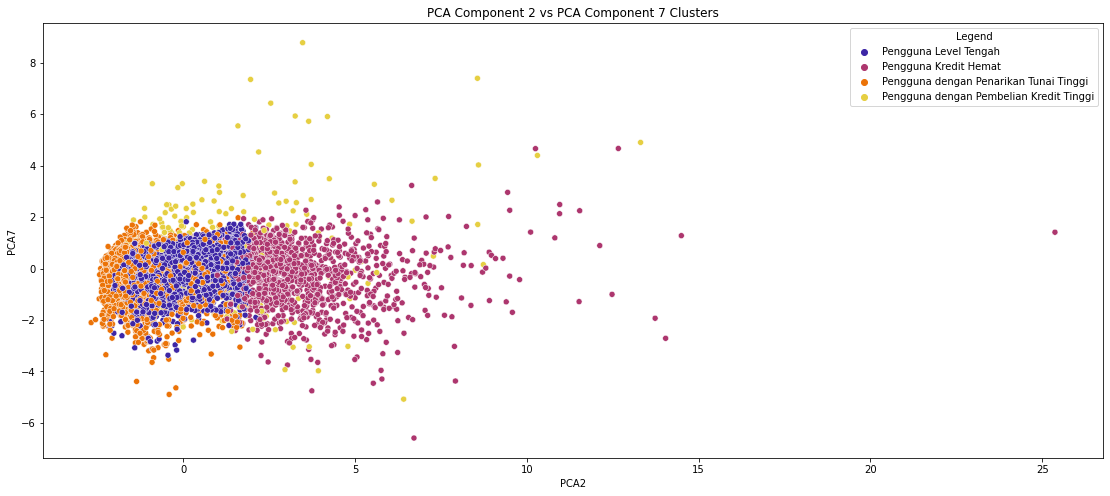 PCA Component 2 vs PCA Component 7 Clusters
Legend
Pengguna Level Tengah
Pengguna Kredit Hemat
Pengguna dengan Penarikan Tunai Tinggi
Pengguna dengan Pembelian Kredit Tinggi
8
6
4
2
0
−2
−4
−6
PCA7
0
5
10
15
20
25
PCA2